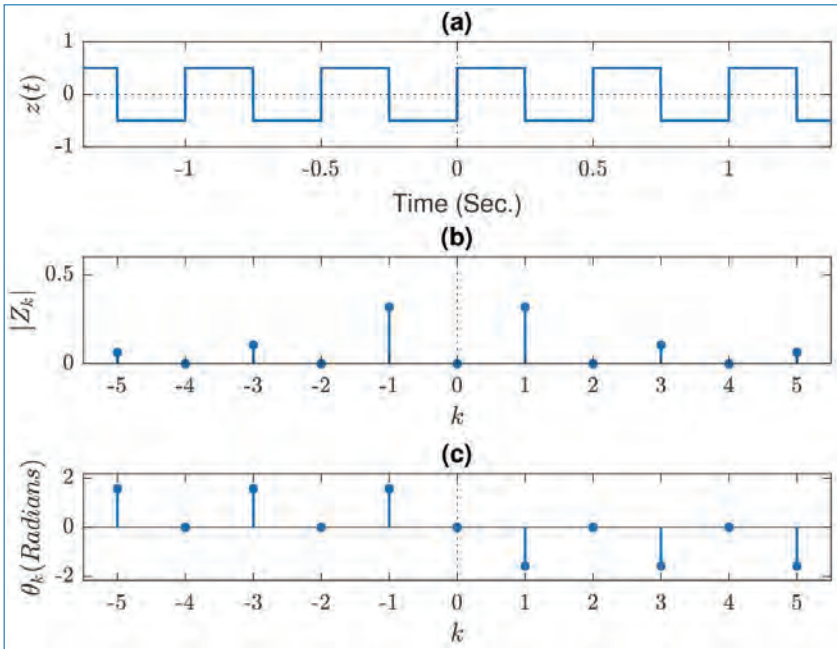 (a)
1
0
-1
z(t)
-1 -0.5 0 0.5 1
Time (Sec.)
(b)
0.5
0
|Z_k|
-5 -4 -3 -2 -1 0 1 2 3 4 5
k
(c)
2
0
-2
θ_k(Radians)
-5 -4 -3 -2 -1 0 1 2 3 4 5
k